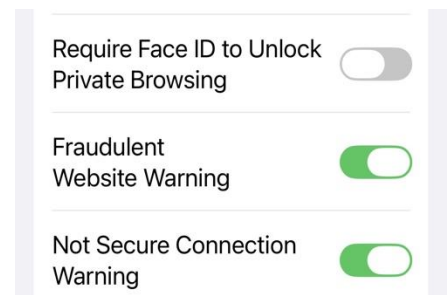 Require Face ID to Unlock
Private Browsing
Fraudulent
Website Warning
Not Secure Connection
Warning